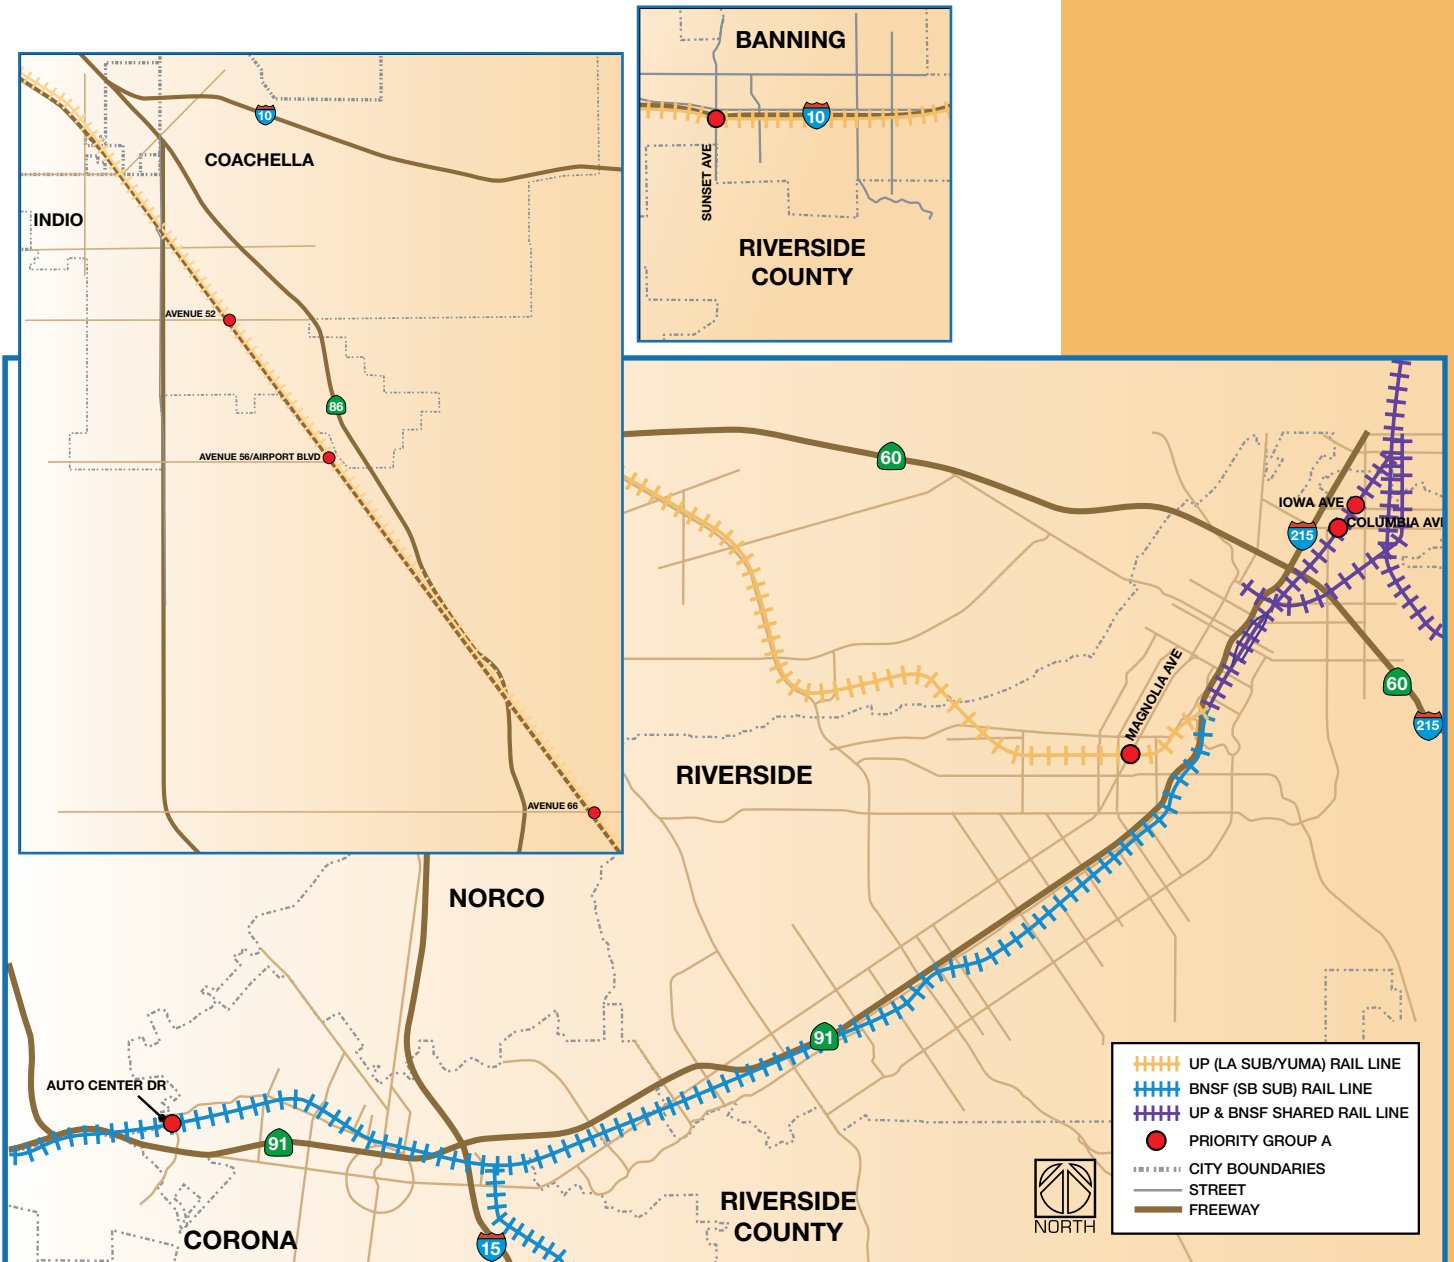 BANNING
10
SUNSET AVE
RIVERSIDE
COUNTY
10
COACHELLA
INDIO
AVENUE 52
86
AVENUE 56/AIRPORT BLVD
AVENUE 66
60
IOWA AVE
COLUMBIA AV
215
60
215
MAGNOLIA AVE
RIVERSIDE
NORCO
91
AUTO CENTER DR
91
CORONA
15
RIVERSIDE
COUNTY
NORTH
UP (LA SUB/YUMA) RAIL LINE
BNSF (SB SUB) RAIL LINE
UP & BNSF SHARED RAIL LINE
PRIORITY GROUP A
CITY BOUNDARIES
STREET
FREEWAY